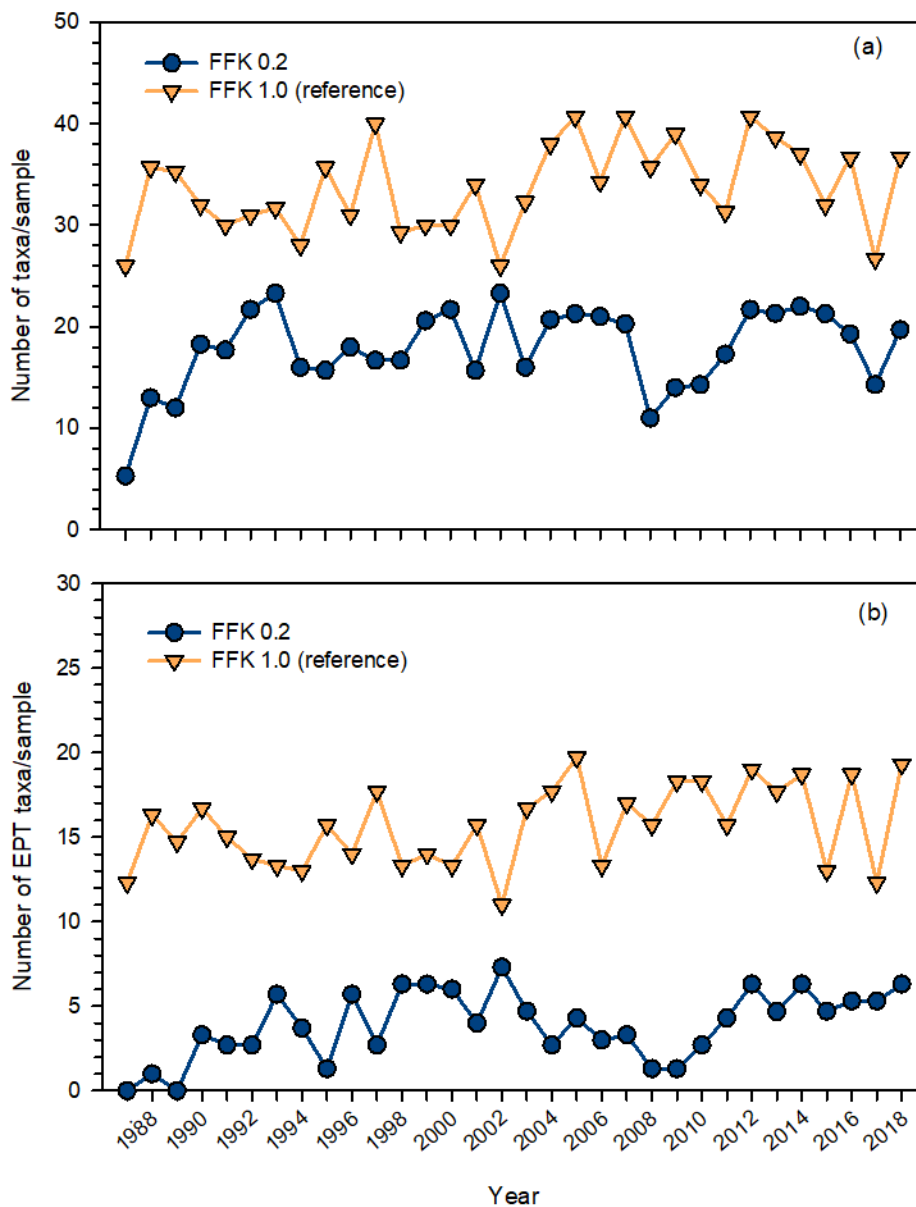 50
(a)
FFK 0.2
FFK 1.0 (reference)
40
30
20
10
0
Number of taxa/sample
30
(b)
FFK 0.2
FFK 1.0 (reference)
25
20
15
10
5
0
Number of EPT taxa/sample
1988 1990 1992 1994 1996 1998 2000 2002 2004 2006 2008 2010 2012 2014 2016 2018
Year